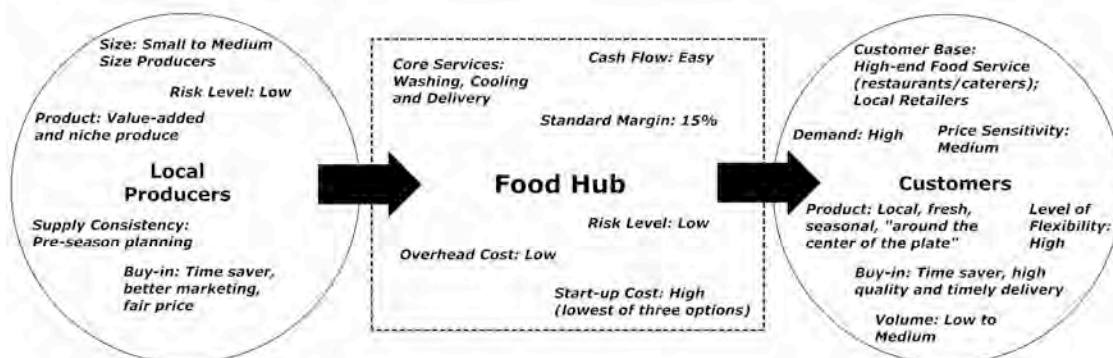 Size: Small to Medium
Size Producers
Risk Level: Low
Product: Value-added
and niche produce
Local
Producers
Supply Consistency:
Pre-season planning
Buy-in: Time saver,
better marketing,
fair price
Core Services:
Washing, Cooling
and Delivery
Cash Flow: Easy
Standard Margin: 15%
Food Hub
Risk Level: Low
Overhead Cost: Low
Start-up Cost: High
(lowest of three options)
Customer Base:
High-end Food Service
(restaurants/caterers);
Local Retailers
Demand: High
Price Sensitivity:
Medium
Customers
Product: Local, fresh,
seasonal, "around the
center of the plate"
Level of
Flexibility:
High
Buy-in: Time saver, high
quality and timely delivery
Volume: Low to
Medium